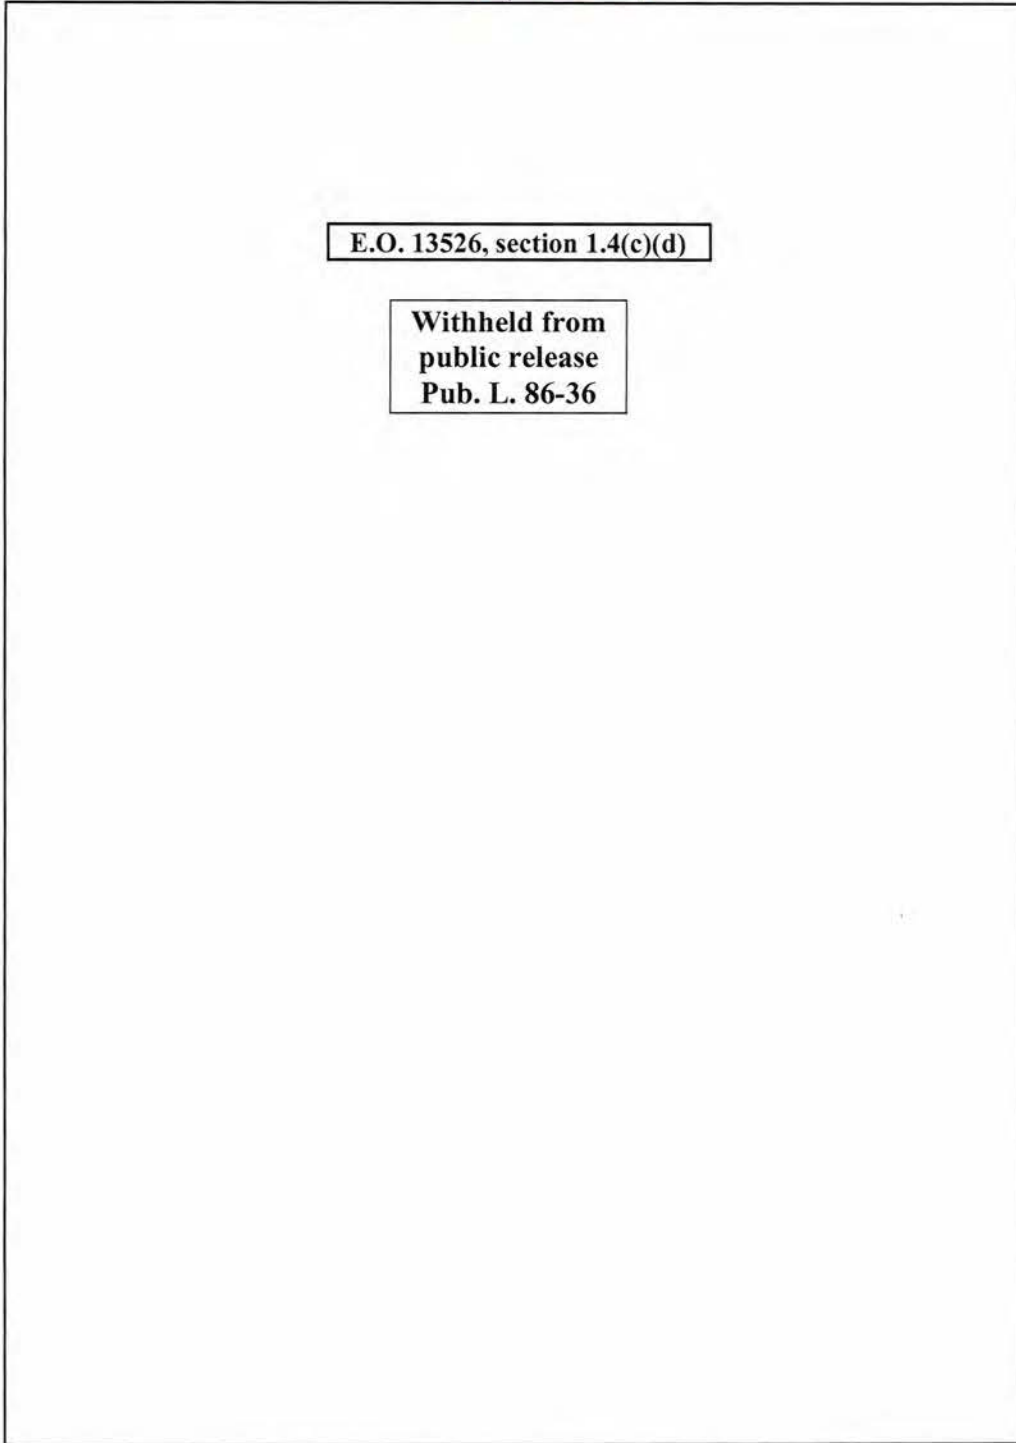 E.O. 13526, section 1.4(c)(d)
Withheld from
public release
Pub. L. 86-36